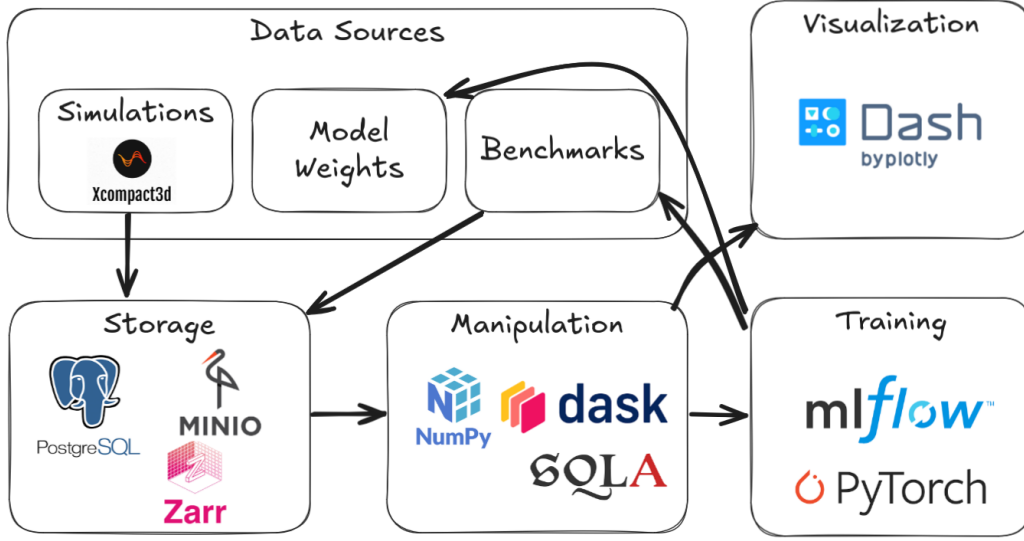 Data Sources
Simulations
Xcompact3d
Model
Weights
Benchmarks
Visualization
Dash
byplotly
Storage
PostgreSQL
MINIO
Zarr
Manipulation
NumPy
dask
SQLA
Training
mlflow™
PyTorch